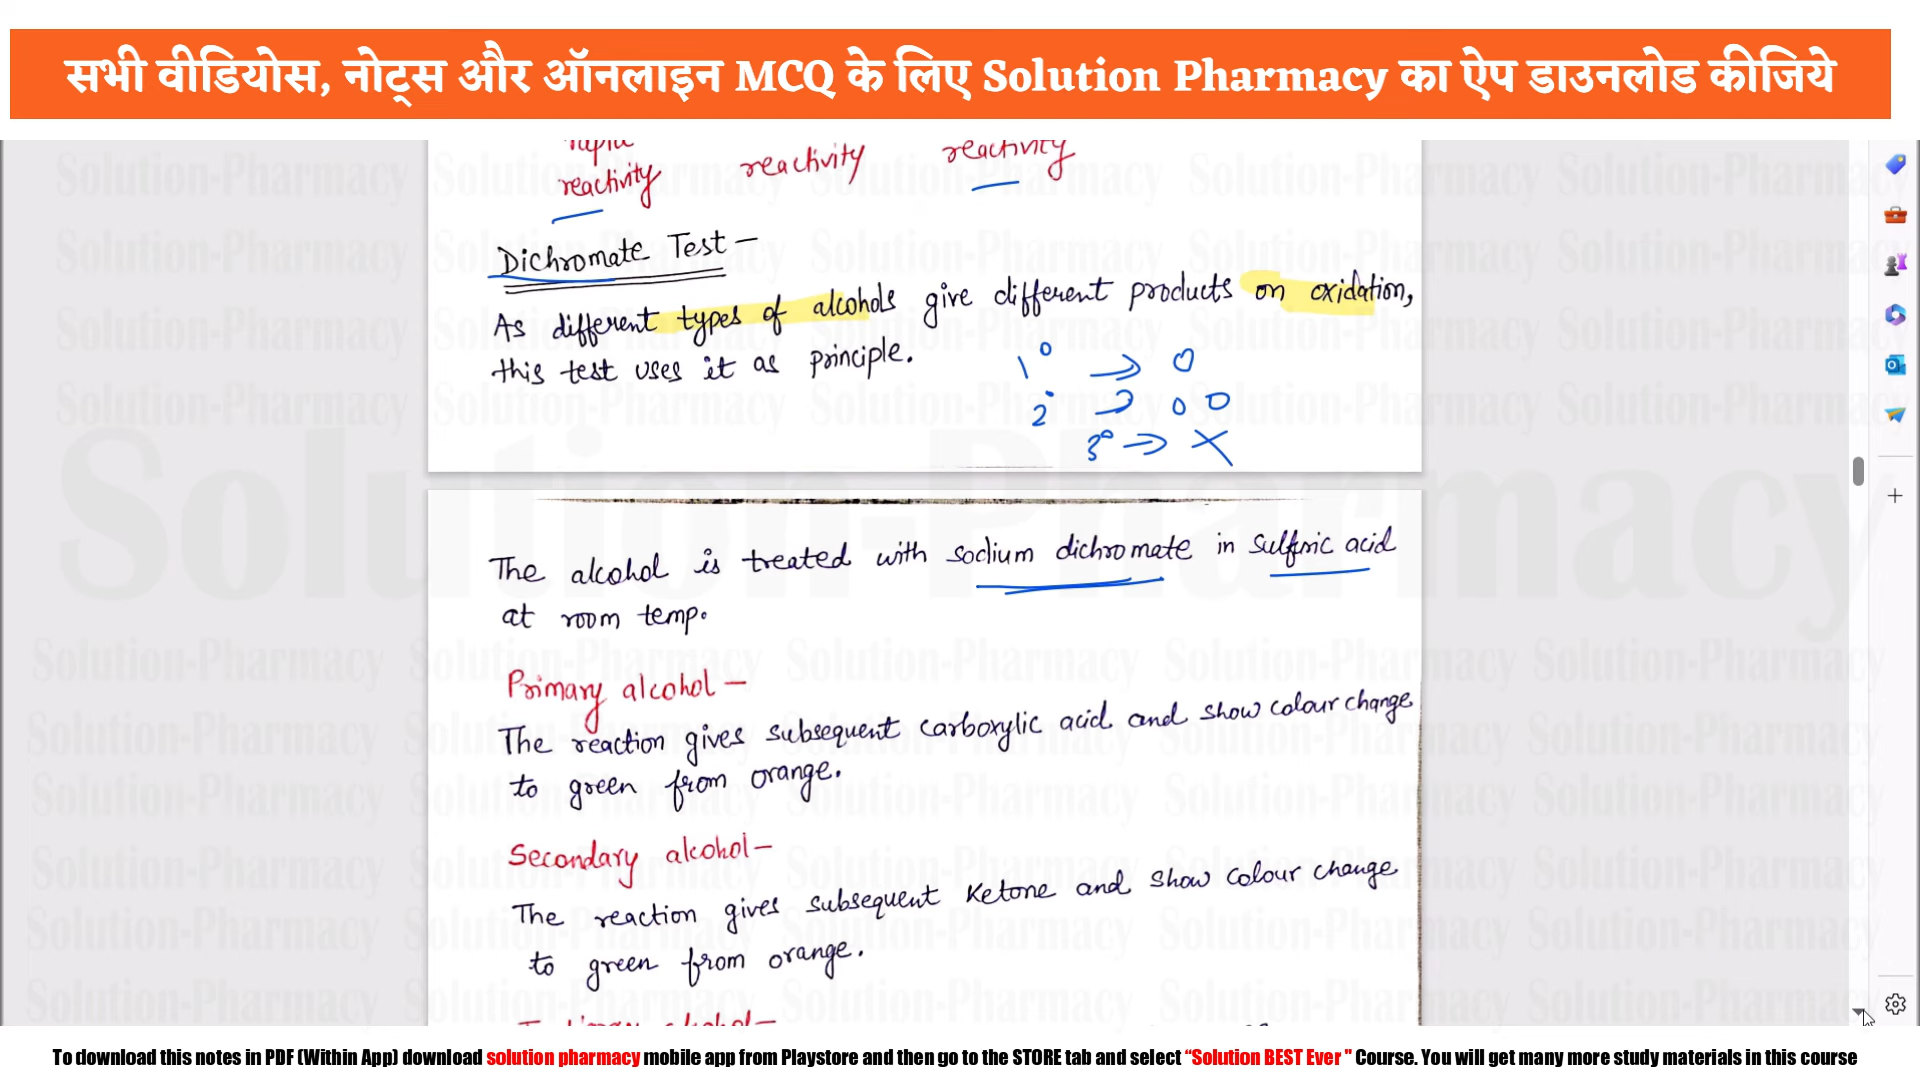 सभी वीडियोस, नोट्स और ऑनलाइन MCQ के लिए Solution Pharmacy का ऐप डाउनलोड कीजिये
reactivity reactivity reactivity
Dichromate Test –
As different types of alcohols give different products on oxidation,
this test uses it as principle.
1° → 0
2° → 0 0
3° → X
The alcohol is treated with sodium dichromate in sulfuric acid
at room temp.
Primary alcohol –
The reaction gives subsequent carboxylic acid and show colour change
to green from orange.
Secondary alcohol –
The reaction gives subsequent Ketone and show colour change
to green from orange.
Solution-Pharmacy
To download this notes in PDF (Within App) download solution pharmacy mobile app from Playstore and then go to the STORE tab and select “Solution BEST Ever " Course. You will get many more study materials in this course